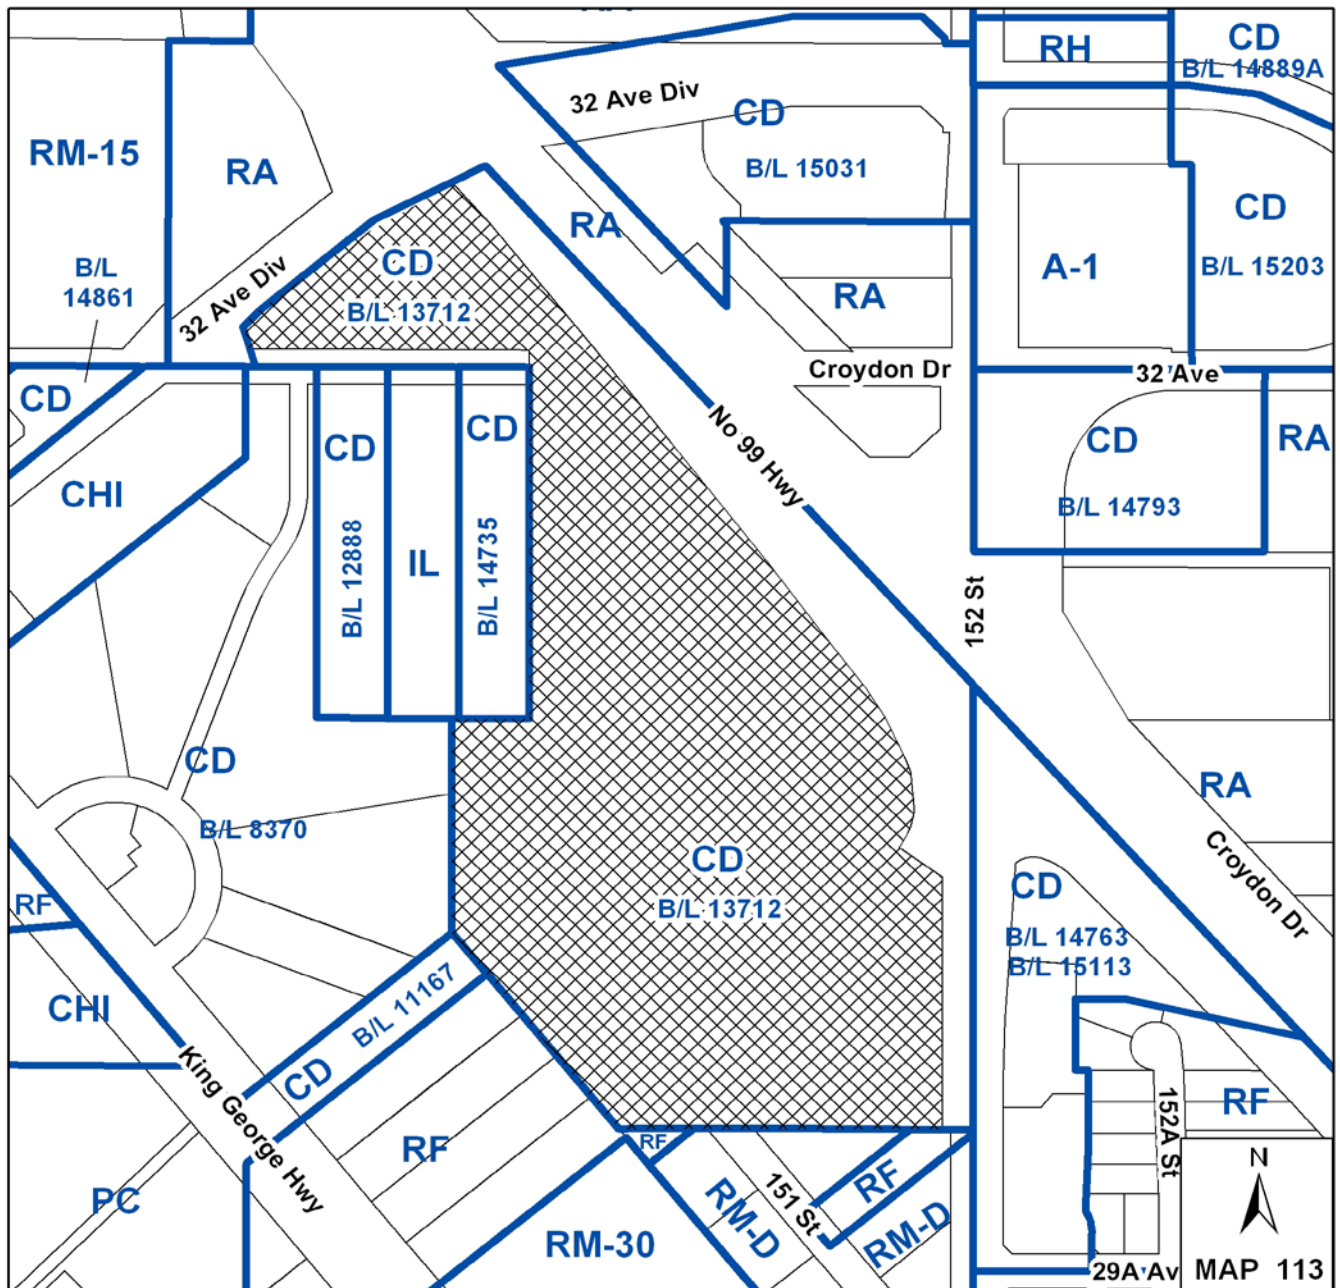 RH
CD
B/L 14889A
32 Ave Div
CD
B/L 15031
RM-15
RA
RA
CD
B/L 15203
A-1
B/L
14861
CD
B/L 13712
32 Ave Div
RA
Croydon Dr
32 Ave
CD
CHI
CD
B/L 12888
IL
CD
B/L 14735
No 99 Hwy
CD
B/L 14793
RA
152 St
CD
B/L 8370
RA
Croydon Dr
CD
B/L 13712
CD
B/L 14763
B/L 15113
RF
CHI
CD
B/L 11167
King George Hwy
RF
RF
151 St
RF
RM-D
RM-D
RM-30
PC
152A St
RF
29A Av
N
MAP 113